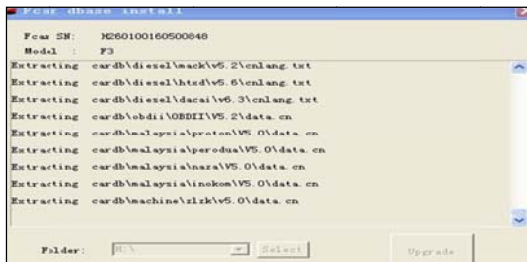 Fcar dbase install
Fcar SN: H260100160500848
Model : F3
Extracting cardb\diesel\mack\v5.2\cnlang.txt
Extracting cardb\diesel\htxd\v5.6\cnlang.txt
Extracting cardb\diesel\dacai\v6.3\cnlang.txt
Extracting cardb\obdii\OBDII\V5.2\data.cn
Extracting cardb\malaysia\proton\V5.0\data.cn
Extracting cardb\malaysia\perodua\V5.0\data.cn
Extracting cardb\malaysia\naza\V5.0\data.cn
Extracting cardb\malaysia\inokom\V5.0\data.cn
Extracting cardb\machine\zlzk\v5.0\data.cn
Folder: H:\ Select Upgrade